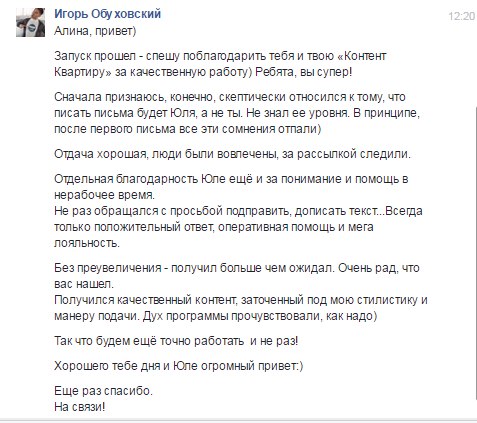 Игорь Обуховский
12:20
Алина, привет)
Запуск прошел - спешу поблагодарить тебя и твою «Контент
Квартиру» за качественную работу) Ребята, вы супер!
Сначала признаюсь, конечно, скептически относился к тому, что
писать письма будет Юля, а не ты. Не знал ее уровня. В принципе,
после первого письма все эти сомнения отпали)
Отдача хорошая, люди были вовлечены, за рассылкой следили.
Отдельная благодарность Юле ещё и за понимание и помощь в
нерабочее время.
Не раз обращался с просьбой подправить, дописать текст...Всегда
только положительный ответ, оперативная помощь и мега
лояльность.
Без преувеличения - получил больше чем ожидал. Очень рад, что
вас нашел.
Получился качественный контент, заточенный под мою стилистику и
манеру подачи. Дух программы прочувствовали, как надо)
Так что будем ещё точно работать и не раз!
Хорошего тебе дня и Юле огромный привет:)
Еще раз спасибо.
На связи!